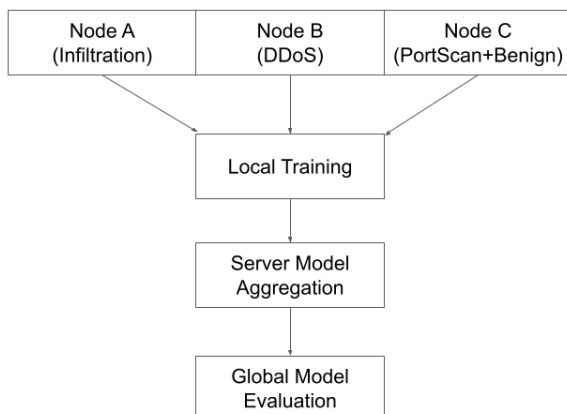 Node A
(Infiltration)
Node B
(DDoS)
Node C
(PortScan+Benign)
Local Training
Server Model
Aggregation
Global Model
Evaluation